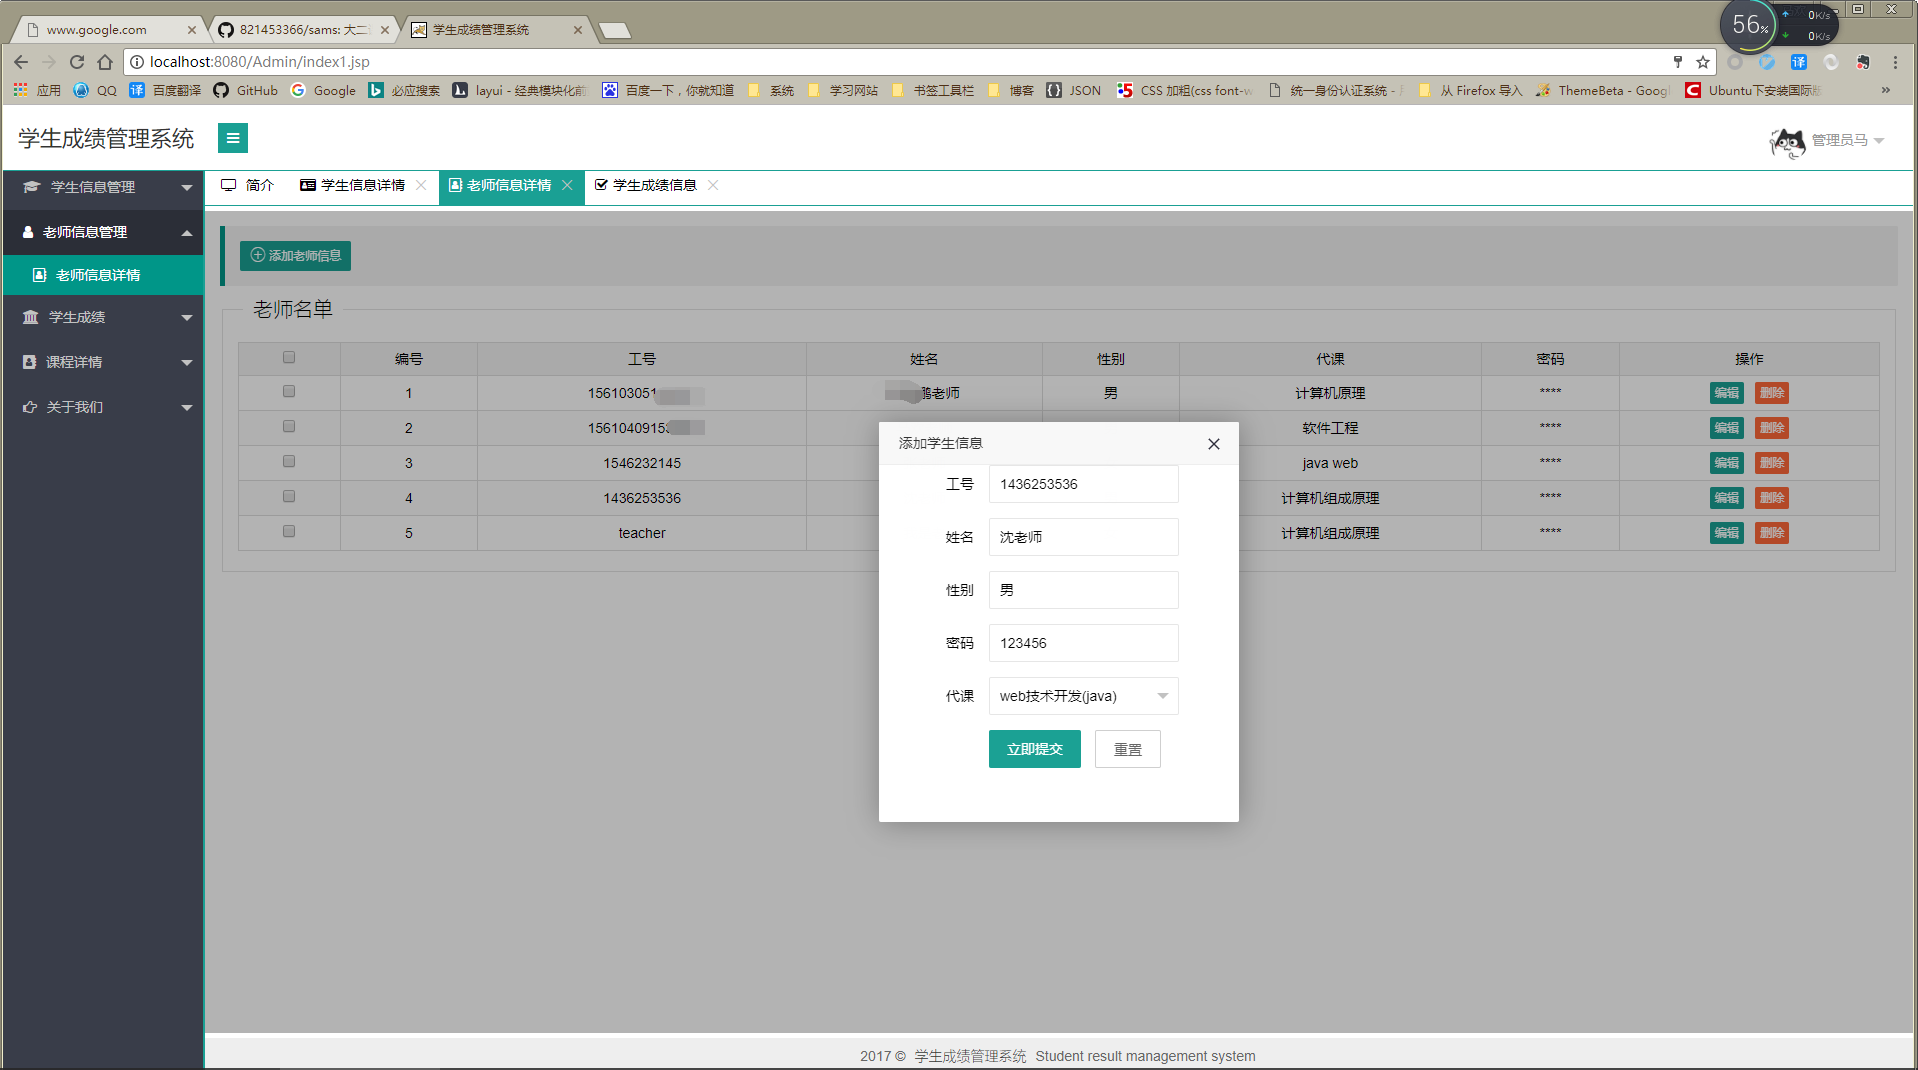 www.google.com
821453366/sams: 大二
学生成绩管理系统
56%
0K/s
0K/s
localhost:8080/Admin/index1.jsp
应用 QQ 百度翻译 GitHub Google 必应搜索 layui - 经典模块化前 百度一下，你就知道 系统 学习网站 书签工具栏 博客 JSON CSS 加粗(css font-w 统一身份认证系统 - 从 Firefox 导入 ThemeBeta - Googl Ubuntu下安装国际版 »
学生成绩管理系统
管理员马
学生信息管理
老师信息管理
老师信息详情
学生成绩
课程详情
关于我们
简介 学生信息详情 老师信息详情 学生成绩信息
添加老师信息
老师名单
编号 工号 姓名 性别 代课 密码 操作
1 156103051 鹏老师 男 计算机原理 **** 编辑 删除
2 1561040915 软件工程 **** 编辑 删除
3 1546232145 java web **** 编辑 删除
4 1436253536 计算机组成原理 **** 编辑 删除
5 teacher 计算机组成原理 **** 编辑 删除
添加学生信息
工号 1436253536
姓名 沈老师
性别 男
密码 123456
代课 web技术开发(java)
立即提交 重置
2017 © 学生成绩管理系统 Student result management system